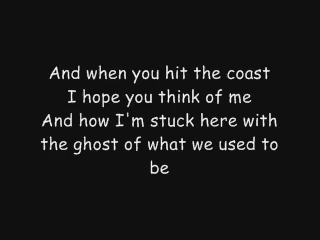 And when you hit the coast
I hope you think of me
And how I'm stuck here with
the ghost of what we used to
be